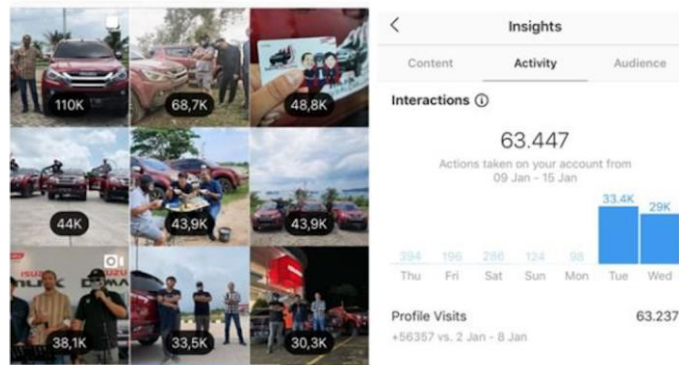 110K
68,7K
48,8K
44K
43,9K
43,9K
38,1K
33,5K
30,3K
Insights
Content Activity Audience
Interactions
63.447
Actions taken on your account from
09 Jan - 15 Jan
33.4K
29K
394 196 286 124 98
Thu Fri Sat Sun Mon Tue Wed
Profile Visits 63.237
+56357 vs. 2 Jan - 8 Jan